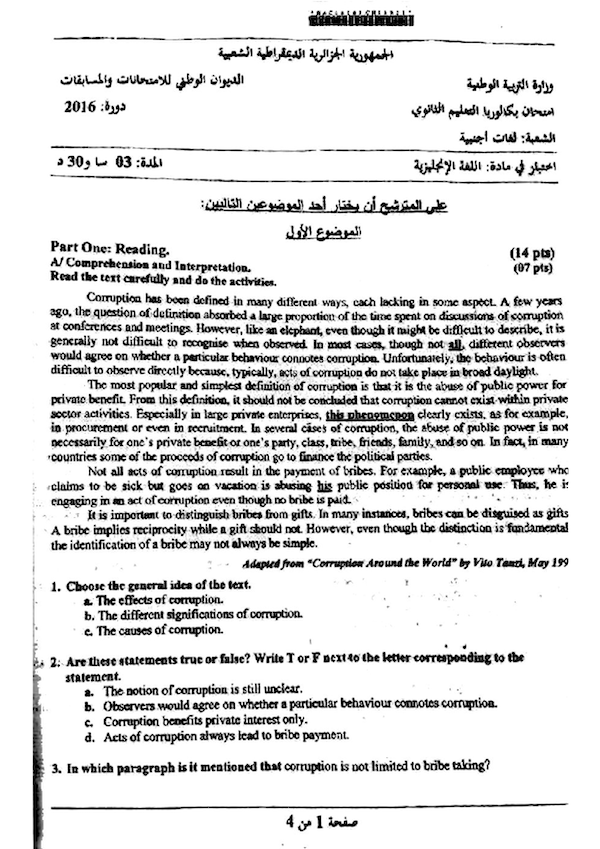 الجمهورية الجزائرية الديمقراطية الشعبية
وزارة التربية الوطنية
الديوان الوطني للامتحانات والمسابقات
امتحان بكالوريا التعليم الثانوي
دورة: 2016
الشعبة: لغات أجنبية
اختبار في مادة: اللغة الإنجليزية
المدة: 03 سا و30 د
على المترشح أن يختار أحد الموضوعين التاليين:
الموضوع الأول
Part One: Reading. (14 pts)
A/ Comprehension and Interpretation. (07 pts)
Read the text carefully and do the activities.
Corruption has been defined in many different ways, each lacking in some aspect. A few years
ago, the question of definition absorbed a large proportion of the time spent on discussions of corruption
at conferences and meetings. However, like an elephant, even though it might be difficult to describe, it is
generally not difficult to recognise when observed. In most cases, though not all, different observers
would agree on whether a particular behaviour connotes corruption. Unfortunately, the behaviour is often
difficult to observe directly because, typically, acts of corruption do not take place in broad daylight.
The most popular and simplest definition of corruption is that it is the abuse of public power for
private benefit. From this definition, it should not be concluded that corruption cannot exist within private
sector activities. Especially in large private enterprises, this phenomenon clearly exists, as for example,
in procurement or even in recruitment. In several cases of corruption, the abuse of public power is not
necessarily for one's private benefit or one's party, class, tribe, friends, family, and so on. In fact, in many
countries some of the proceeds of corruption go to finance the political parties.
Not all acts of corruption result in the payment of bribes. For example, a public employee who
claims to be sick but goes on vacation is abusing his public position for personal use. Thus, he is
engaging in an act of corruption even though no bribe is paid.
It is important to distinguish bribes from gifts. In many instances, bribes can be disguised as gifts
A bribe implies reciprocity while a gift should not. However, even though the distinction is fundamental
the identification of a bribe may not always be simple.
Adapted from "Corruption Around the World" by Vito Tanzi, May 199
1. Choose the general idea of the text.
a. The effects of corruption.
b. The different significations of corruption.
c. The causes of corruption.
2. Are these statements true or false? Write T or F next to the letter corresponding to the
statement.
a. The notion of corruption is still unclear.
b. Observers would agree on whether a particular behaviour connotes corruption.
c. Corruption benefits private interest only.
d. Acts of corruption always lead to bribe payment.
3. In which paragraph is it mentioned that corruption is not limited to bribe taking?
صفحة 1 من 4